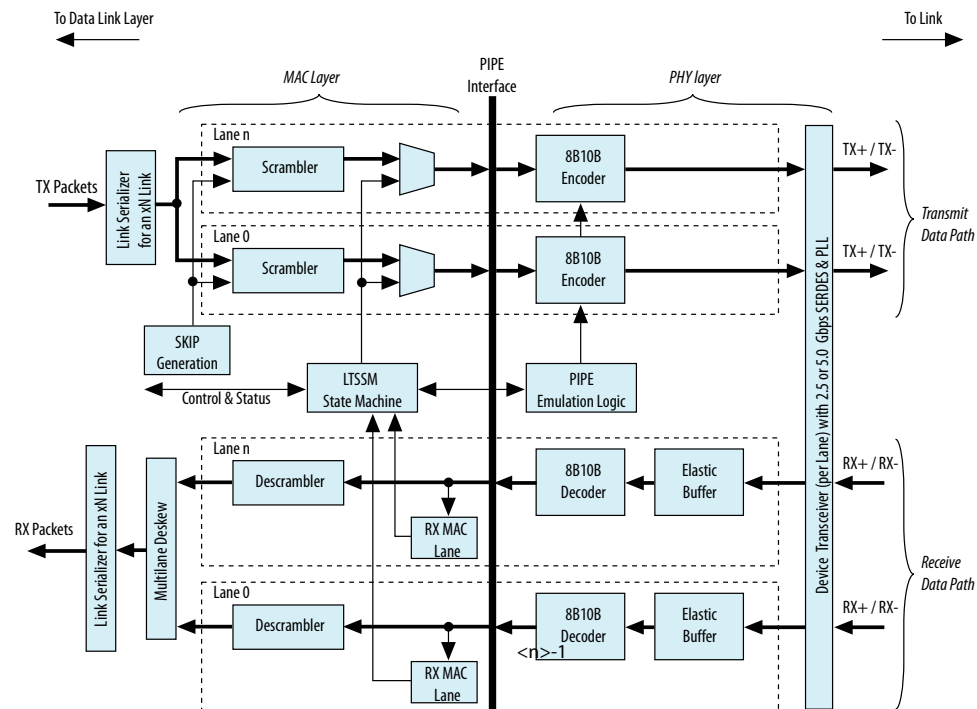 To Data Link Layer
To Link
MAC Layer
PIPE
Interface
PHY layer
Lane n
Scrambler
8B10B
Encoder
TX+ / TX-
TX Packets
Link Serializer
for an xN Link
Transmit
Data Path
Lane 0
Scrambler
8B10B
Encoder
TX+ / TX-
SKIP
Generation
Control & Status
LTSSM
State Machine
PIPE
Emulation Logic
Device Transceiver (per Lane) with 2.5 or 5.0 Gbps SERDES & PLL
Lane n
Descrambler
8B10B
Decoder
Elastic
Buffer
RX+ / RX-
RX MAC
Lane
RX Packets
Link Serializer for an xN Link
Multilane Deskew
Receive
Data Path
Lane 0
Descrambler
8B10B
Decoder
Elastic
Buffer
RX+ / RX-
<n>-1
RX MAC
Lane